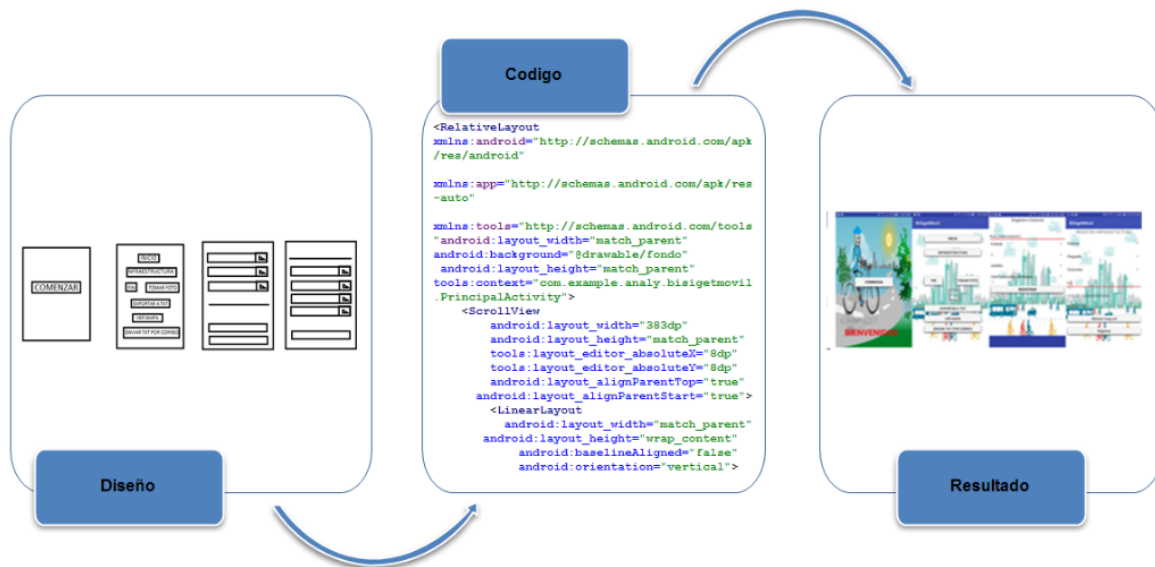 Codigo
<RelativeLayout
xmlns:android="http://schemas.android.com/apk
/res/android"
xmlns:app="http://schemas.android.com/apk/res
-auto"
xmlns:tools="http://schemas.android.com/tools
"android:layout_width="match_parent"
android:background="@drawable/fondo"
android:layout_height="match_parent"
tools:context="com.example.analy.bisigetmovil
.PrincipalActivity">
<ScrollView
android:layout_width="383dp"
android:layout_height="match_parent"
tools:layout_editor_absoluteX="8dp"
tools:layout_editor_absoluteY="8dp"
android:layout_alignParentTop="true"
android:layout_alignParentStart="true">
<LinearLayout
android:layout_width="match_parent"
android:layout_height="wrap_content"
android:baselineAligned="false"
android:orientation="vertical">
COMENZAR
INICIO
INFRAESTRUCTURA
TOMAR FOTO
EXPORTAR A TXT
VER MAPA
ENVIAR TXT POR CORREO
Diseño
BIENVENIDOS
Resultado